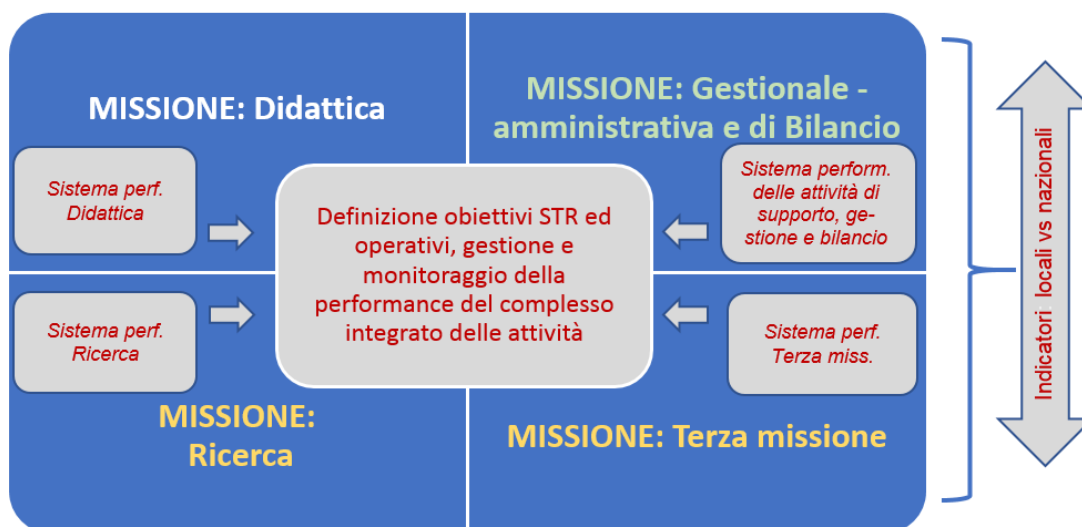 MISSIONE: Didattica
MISSIONE: Gestionale -
amministrativa e di Bilancio
Sistema perf.
Didattica
Definizione obiettivi STR ed
operativi, gestione e
monitoraggio della
performance del complesso
integrato delle attività
Sistema perform.
delle attività di
supporto, ge-
stione e bilancio
Sistema perf.
Ricerca
Sistema perf.
Terza miss.
MISSIONE:
Ricerca
MISSIONE: Terza missione
Indicatori locali vs nazionali